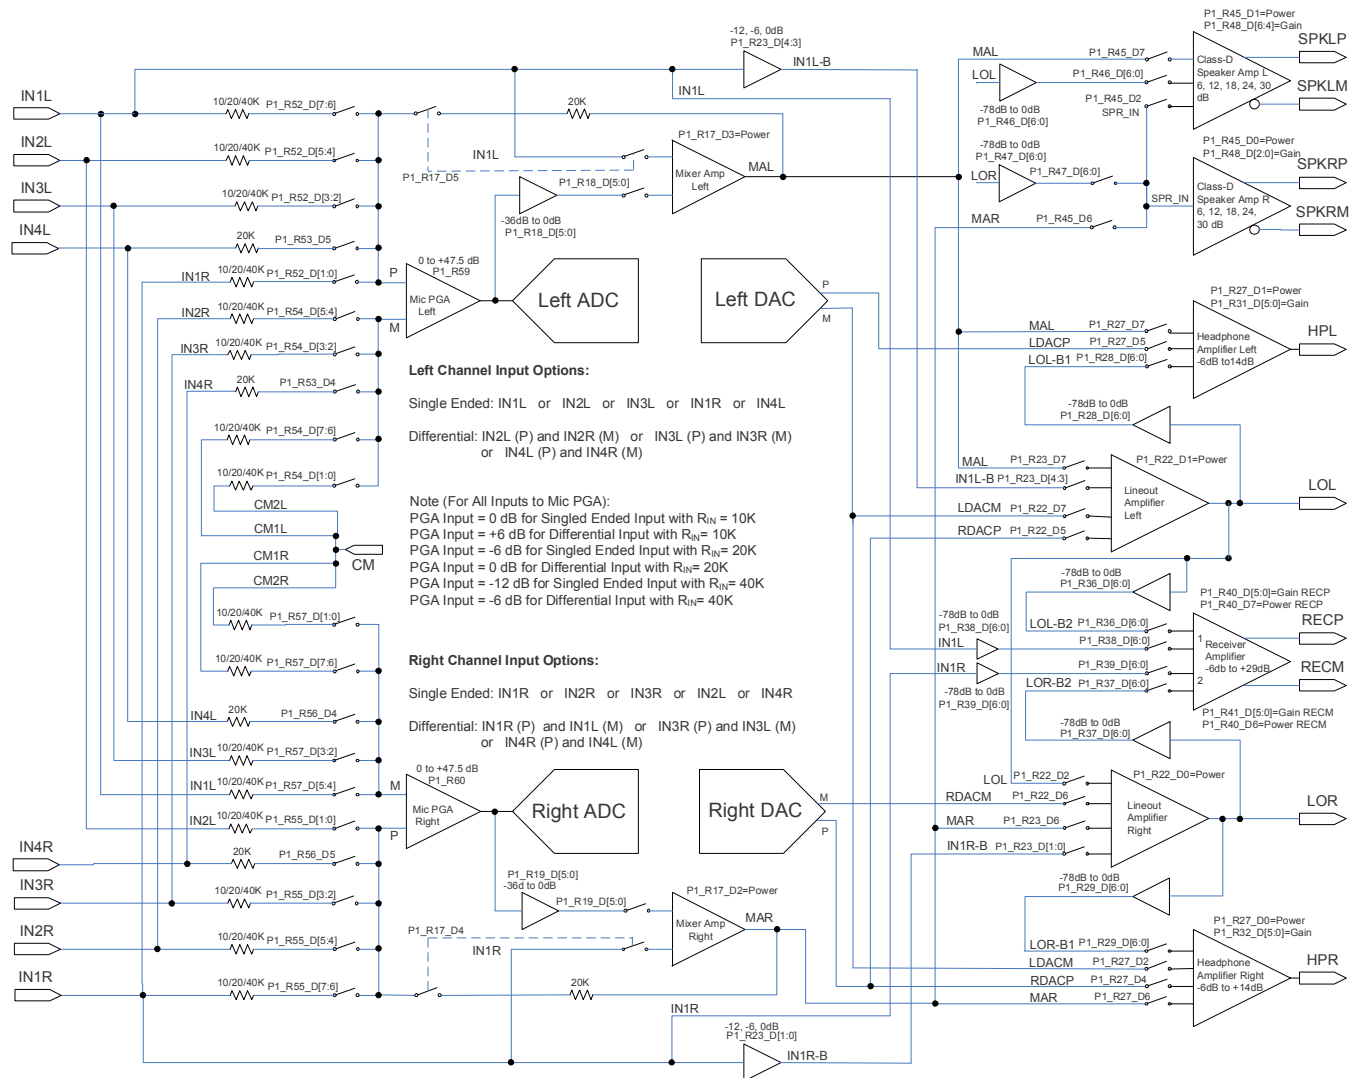 -12, -6, 0dB
P1_R23_D[4:3]
IN1L-B
IN1L
P1_R45_D1=Power
P1_R48_D[6:4]=Gain
MAL
P1_R45_D7
SPKLP
LOL
P1_R46_D[6:0]
-78dB to 0dB
P1_R46_D[6:0]
P1_R45_D2
SPR_IN
Class-D
Speaker Amp L
6, 12, 18, 24, 30
dB
SPKLM
IN1L
10/20/40K
P1_R52_D[7:6]
20K
IN2L
10/20/40K
P1_R52_D[5:4]
IN1L
P1_R17_D5
P1_R17_D3=Power
Mixer Amp
Left
MAL
P1_R18_D[5:0]
-36dB to 0dB
P1_R18_D[5:0]
-78dB to 0dB
P1_R47_D[6:0]
LOR
P1_R47_D[6:0]
P1_R45_D0=Power
P1_R48_D[2:0]=Gain
SPKRP
SPR_IN
Class-D
Speaker Amp R
6, 12, 18, 24,
30 dB
MAR
P1_R45_D6
SPKRM
IN3L
10/20/40K
P1_R52_D[3:2]
IN4L
20K
P1_R53_D5
IN1R
10/20/40K
P1_R52_D[1:0]
P
0 to +47.5 dB
P1_R59
Mic PGA
Left
M
Left ADC
Left DAC
P
M
IN2R
10/20/40K
P1_R54_D[5:4]
IN3R
10/20/40K
P1_R54_D[3:2]
IN4R
20K
P1_R53_D4
10/20/40K
P1_R54_D[7:6]
10/20/40K
P1_R54_D[1:0]
CM2L
CM1L
CM
CM1R
CM2R
10/20/40K
P1_R57_D[1:0]
10/20/40K
P1_R57_D[7:6]
P1_R27_D1=Power
P1_R31_D[5:0]=Gain
MAL
P1_R27_D7
LDACP
P1_R27_D5
LOL-B1
P1_R28_D[6:0]
Headphone
Amplifier Left
-6dB to14dB
HPL
-78dB to 0dB
P1_R28_D[6:0]
Left Channel Input Options:
Single Ended: IN1L or IN2L or IN3L or IN1R or IN4L
Differential: IN2L (P) and IN2R (M) or IN3L (P) and IN3R (M)
or IN4L (P) and IN4R (M)
Note (For All Inputs to Mic PGA):
PGA Input = 0 dB for Singled Ended Input with RIN = 10K
PGA Input = +6 dB for Differential Input with RIN= 10K
PGA Input = -6 dB for Singled Ended Input with RIN= 20K
PGA Input = 0 dB for Differential Input with RIN= 20K
PGA Input = -12 dB for Singled Ended Input with RIN= 40K
PGA Input = -6 dB for Differential Input with RIN= 40K
MAL
P1_R23_D7
IN1L-B
P1_R23_D[4:3]
LDACM
P1_R22_D7
RDACP
P1_R22_D5
P1_R22_D1=Power
Lineout
Amplifier
Left
LOL
-78dB to 0dB
P1_R36_D[6:0]
-78dB to 0dB
P1_R38_D[6:0]
IN1L
IN1R
-78dB to 0dB
P1_R39_D[6:0]
LOL-B2
P1_R36_D[6:0]
P1_R38_D[6:0]
P1_R39_D[6:0]
LOR-B2
P1_R37_D[6:0]
P1_R40_D[5:0]=Gain RECP
P1_R40_D7=Power RECP
1
Receiver
Amplifier
-6db to +29dB
2
RECP
RECM
P1_R41_D[5:0]=Gain RECM
P1_R40_D6=Power RECM
-78dB to 0dB
P1_R37_D[6:0]
Right Channel Input Options:
Single Ended: IN1R or IN2R or IN3R or IN2L or IN4R
Differential: IN1R (P) and IN1L (M) or IN3R (P) and IN3L (M)
or IN4R (P) and IN4L (M)
IN4L
20K
P1_R56_D4
IN3L
10/20/40K
P1_R57_D[3:2]
IN1L
10/20/40K
P1_R57_D[5:4]
IN2L
10/20/40K
P1_R55_D[1:0]
M
0 to +47.5 dB
P1_R60
Mic PGA
Right
P
Right ADC
Right DAC
M
P
LOL
P1_R22_D2
RDACM
P1_R22_D6
MAR
P1_R23_D6
IN1R-B
P1_R23_D[1:0]
P1_R22_D0=Power
Lineout
Amplifier
Right
LOR
IN4R
20K
P1_R56_D5
IN3R
10/20/40K
P1_R55_D[3:2]
IN2R
10/20/40K
P1_R55_D[5:4]
IN1R
10/20/40K
P1_R55_D[7:6]
P1_R19_D[5:0]
-36d to 0dB
P1_R19_D[5:0]
P1_R17_D4
IN1R
P1_R17_D2=Power
Mixer Amp
Right
MAR
20K
IN1R
-12, -6, 0dB
P1_R23_D[1:0]
IN1R-B
-78dB to 0dB
P1_R29_D[6:0]
P1_R27_D0=Power
P1_R32_D[5:0]=Gain
LOR-B1
P1_R29_D[6:0]
LDACM
P1_R27_D2
RDACP
P1_R27_D4
MAR
P1_R27_D6
Headphone
Amplifier Right
-6dB to +14dB
HPR